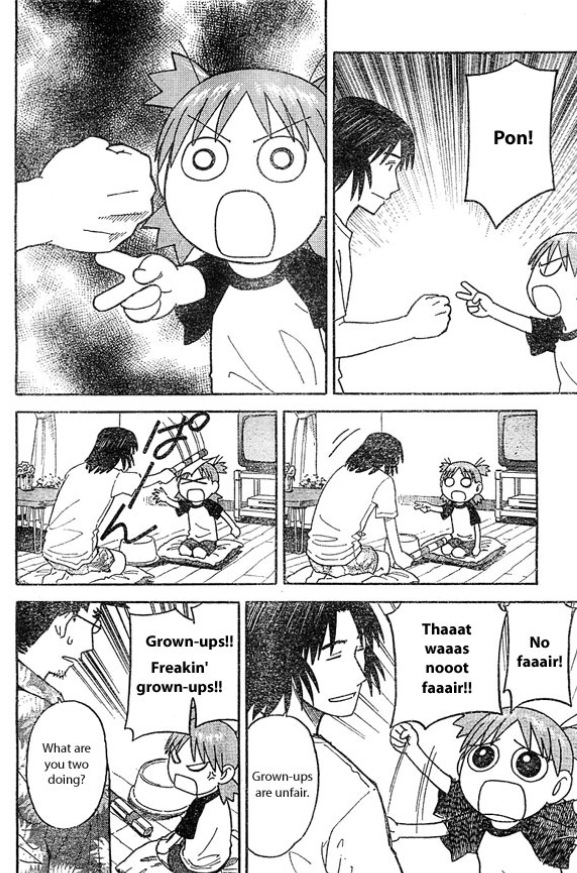 Pon!
ぱーん
No
faaair!
Thaaat
waaas
nooot
faaair!!
Grown-ups
are unfair.
Grown-ups!!
Freakin'
grown-ups!!
What are
you two
doing?